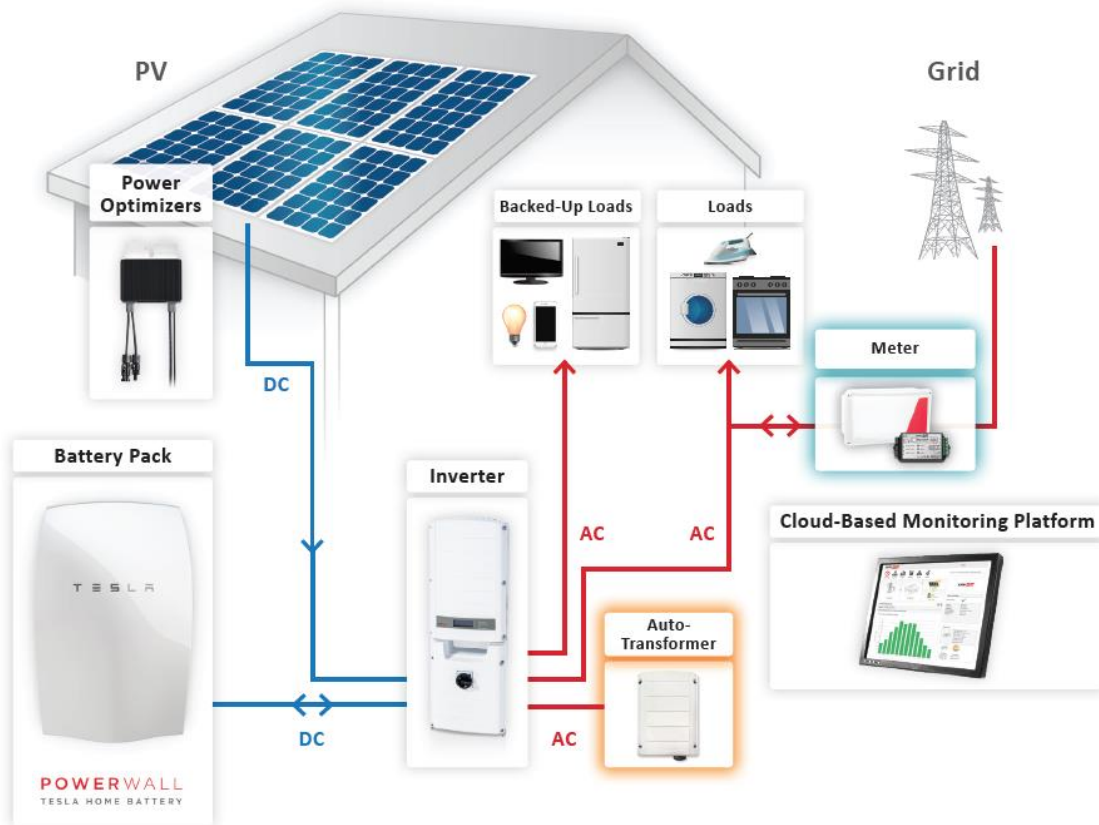 PV
Grid
Power
Optimizers
Backed-Up Loads
Loads
Meter
DC
Battery Pack
Inverter
TESLA
AC
AC
Cloud-Based Monitoring Platform
Auto-
Transformer
DC
AC
POWERWALL
TESLA HOME BATTERY